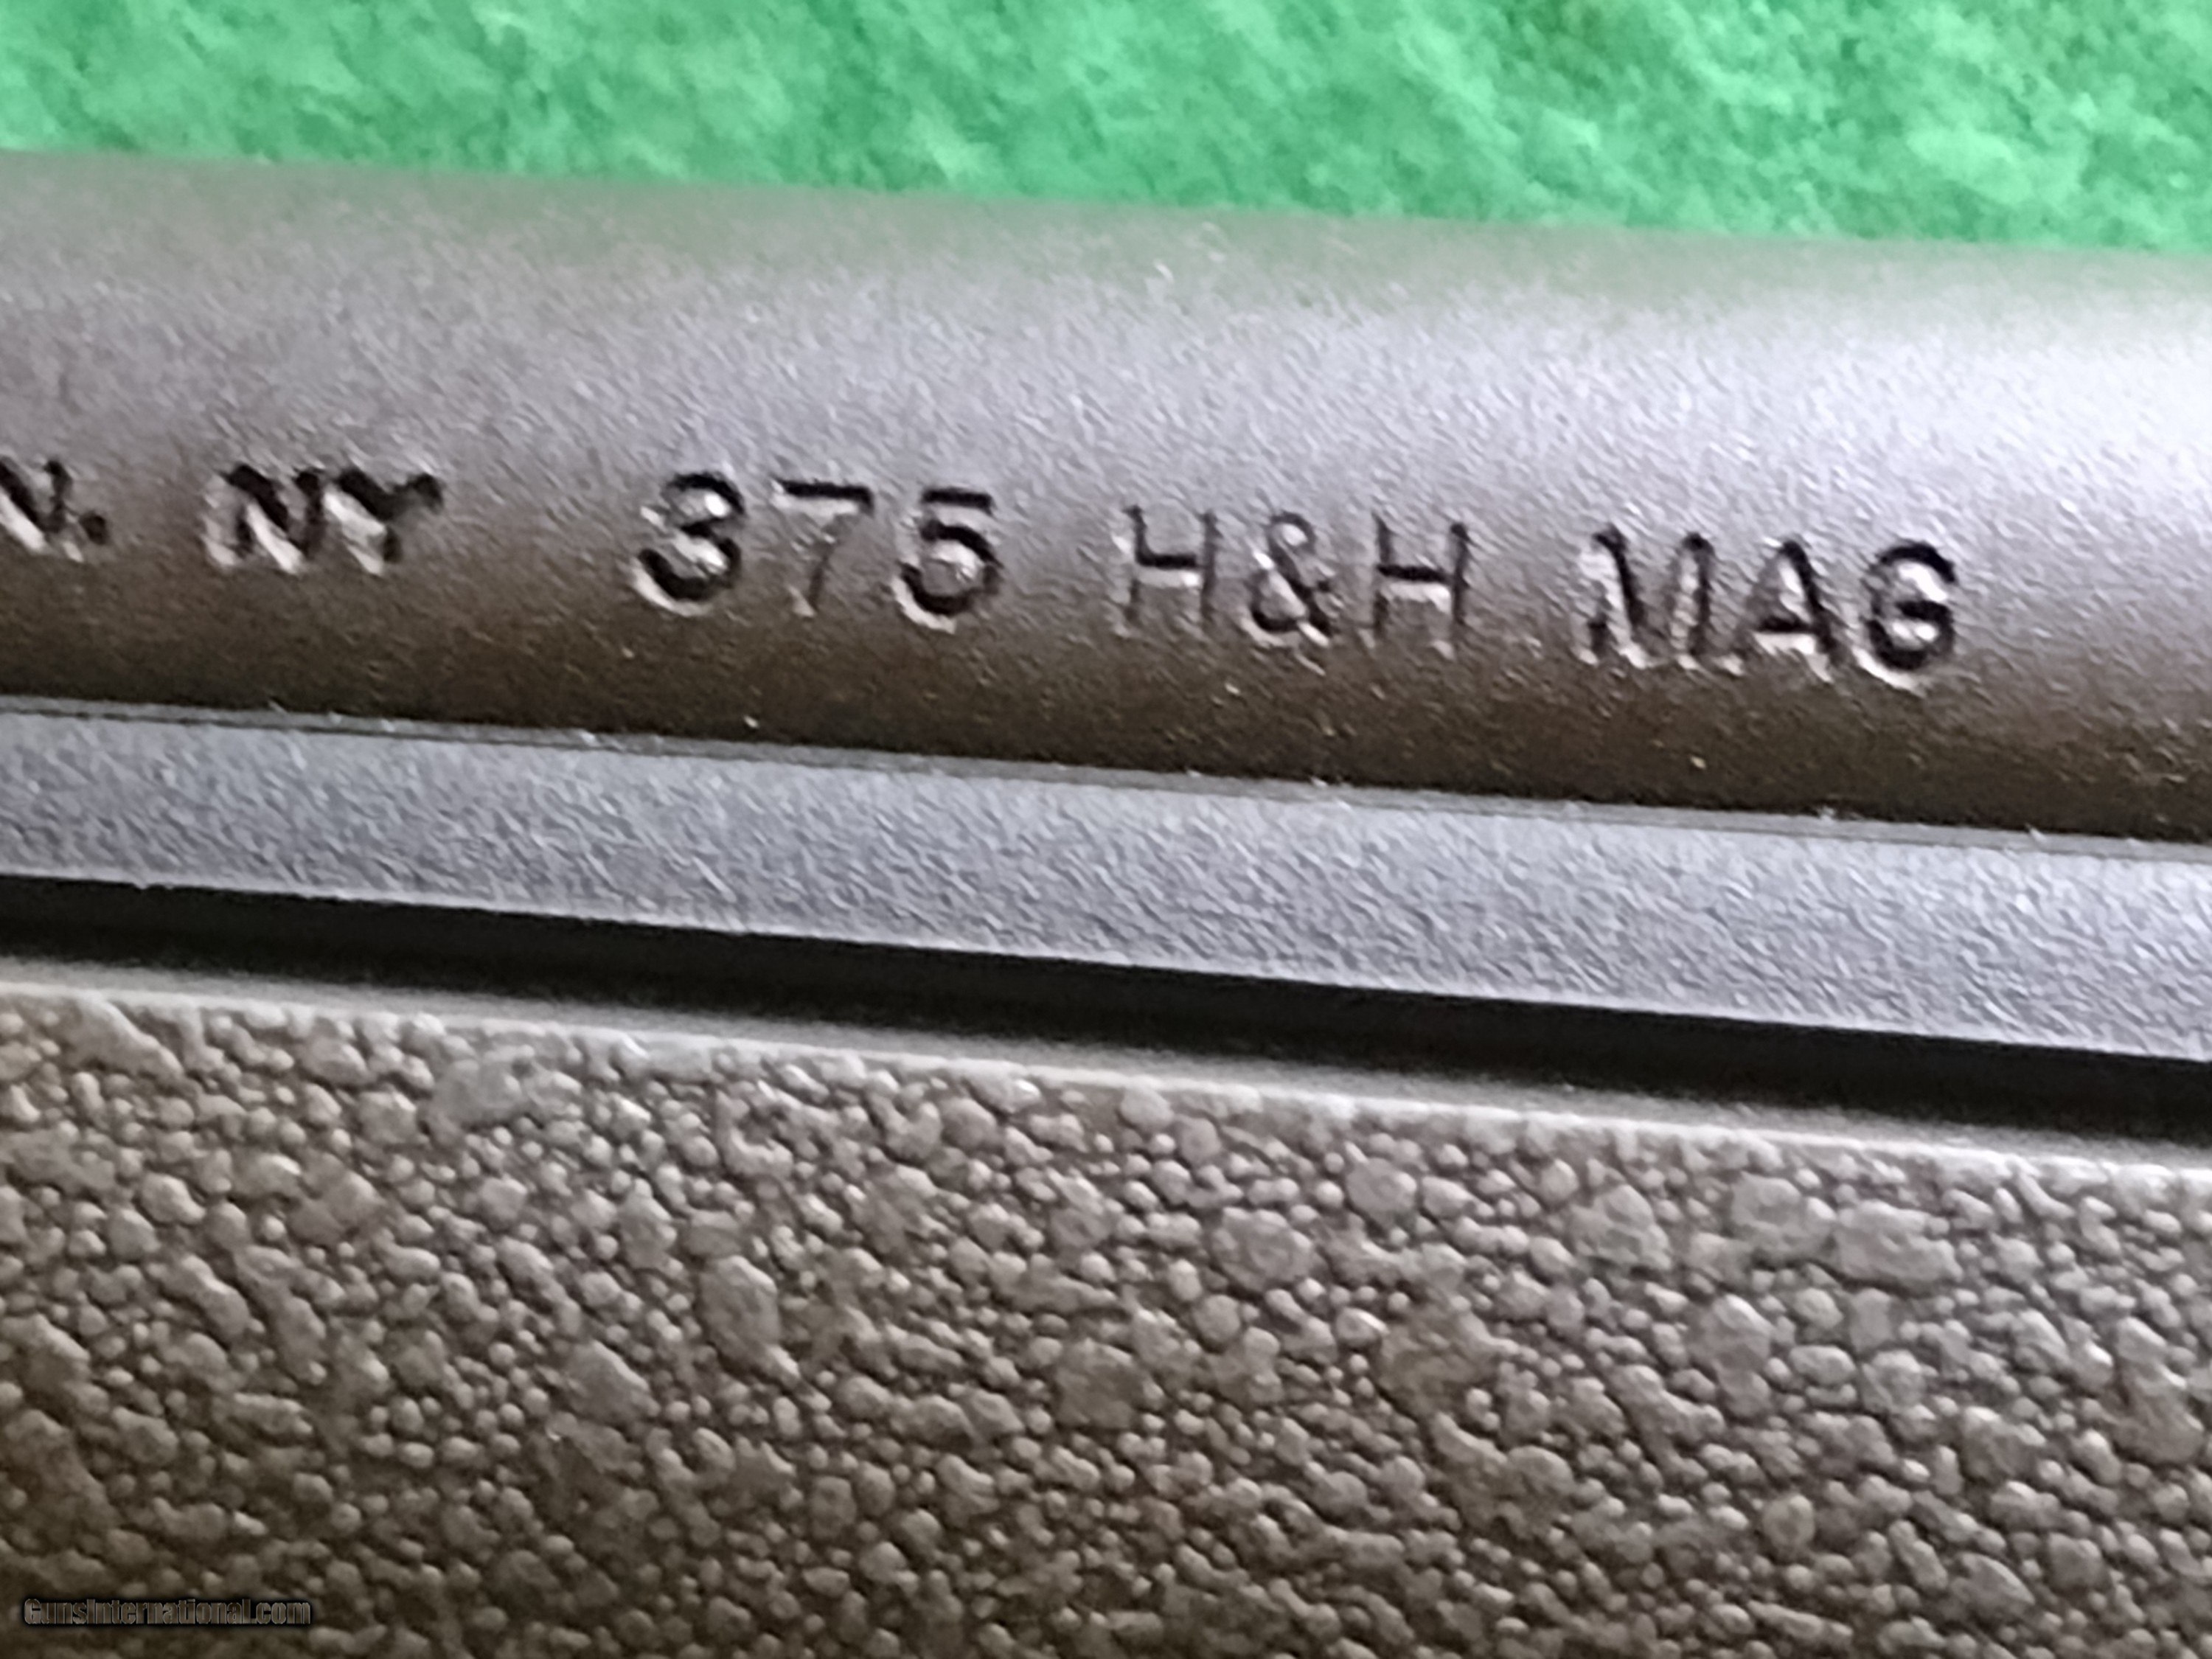 N. NY 375 H&H MAG
GunsInternational.com